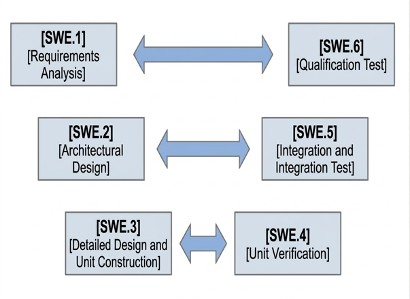 [SWE.1]
[Requirements
Analysis]
[SWE.6]
[Qualification Test]
[SWE.2]
[Architectural
Design]
[SWE.5]
[Integration and
Integration Test]
[SWE.3]
[Detailed Design and
Unit Construction]
[SWE.4]
[Unit Verification]